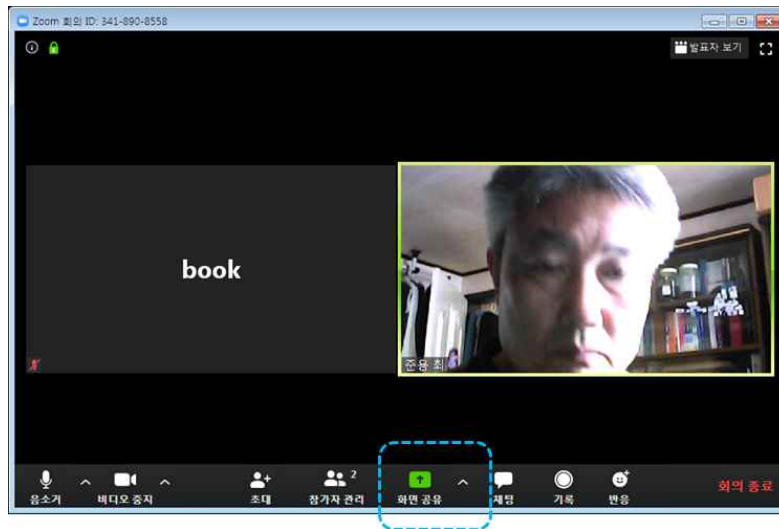 Zoom 회의 ID: 341-890-8558
발표자 보기
book
준용 최
음소거
비디오 중지
초대
2
참가자 관리
화면 공유
채팅
기록
반응
회의 종료